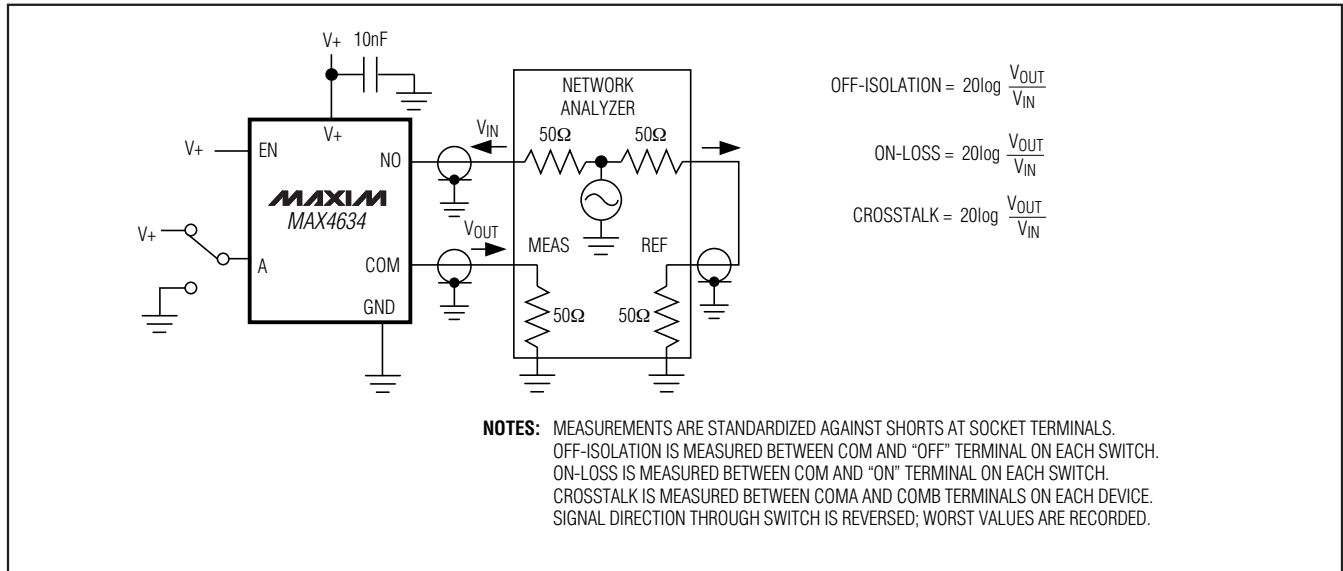 V+ 10nF
V+
EN
V+
NO
MAXIM
MAX4634
V+
A
COM
GND
VIN
VOUT
NETWORK
ANALYZER
50Ω 50Ω
MEAS REF
50Ω 50Ω
OFF-ISOLATION = 20log VOUT
VIN
ON-LOSS = 20log VOUT
VIN
CROSSTALK = 20log VOUT
VIN
NOTES: MEASUREMENTS ARE STANDARDIZED AGAINST SHORTS AT SOCKET TERMINALS.
OFF-ISOLATION IS MEASURED BETWEEN COM AND “OFF” TERMINAL ON EACH SWITCH.
ON-LOSS IS MEASURED BETWEEN COM AND “ON” TERMINAL ON EACH SWITCH.
CROSSTALK IS MEASURED BETWEEN COMA AND COMB TERMINALS ON EACH DEVICE.
SIGNAL DIRECTION THROUGH SWITCH IS REVERSED; WORST VALUES ARE RECORDED.